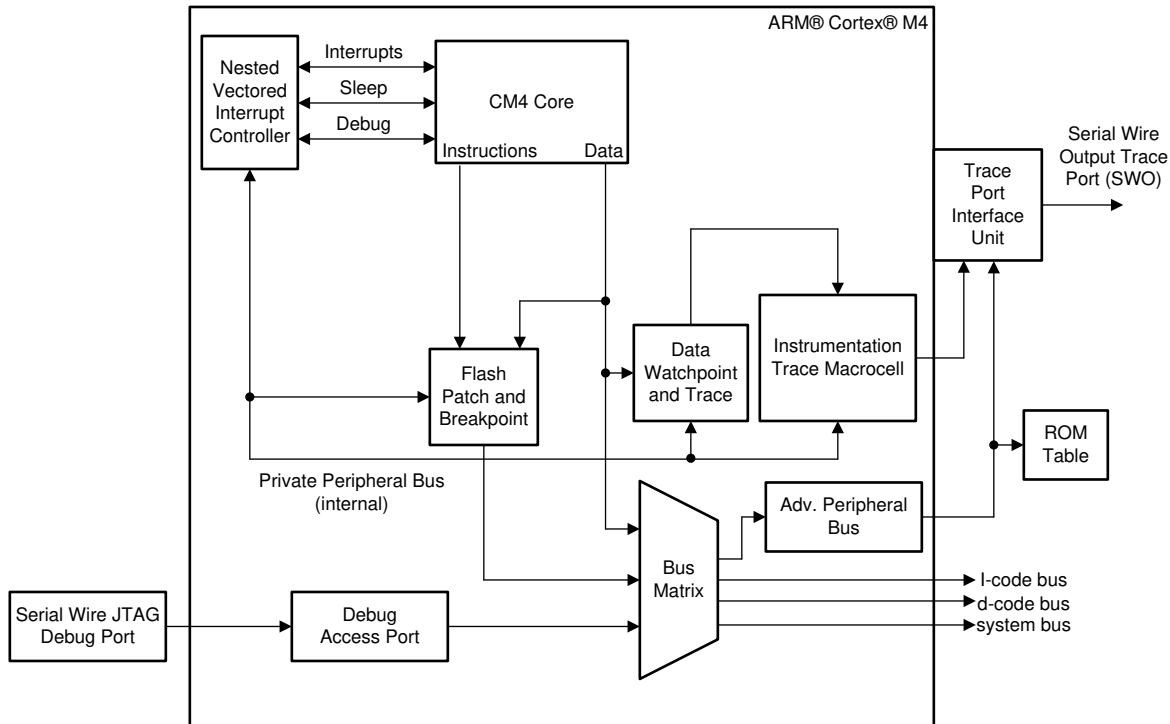 ARM® Cortex® M4
Nested
Vectored
Interrupt
Controller
Interrupts
Sleep
Debug
CM4 Core
Instructions
Data
Serial Wire
Output Trace
Port (SWO)
Trace
Port
Interface
Unit
Flash
Patch and
Breakpoint
Data
Watchpoint
and Trace
Instrumentation
Trace Macrocell
ROM
Table
Private Peripheral Bus
(internal)
Adv. Peripheral
Bus
Bus
Matrix
I-code bus
d-code bus
system bus
Serial Wire JTAG
Debug Port
Debug
Access Port